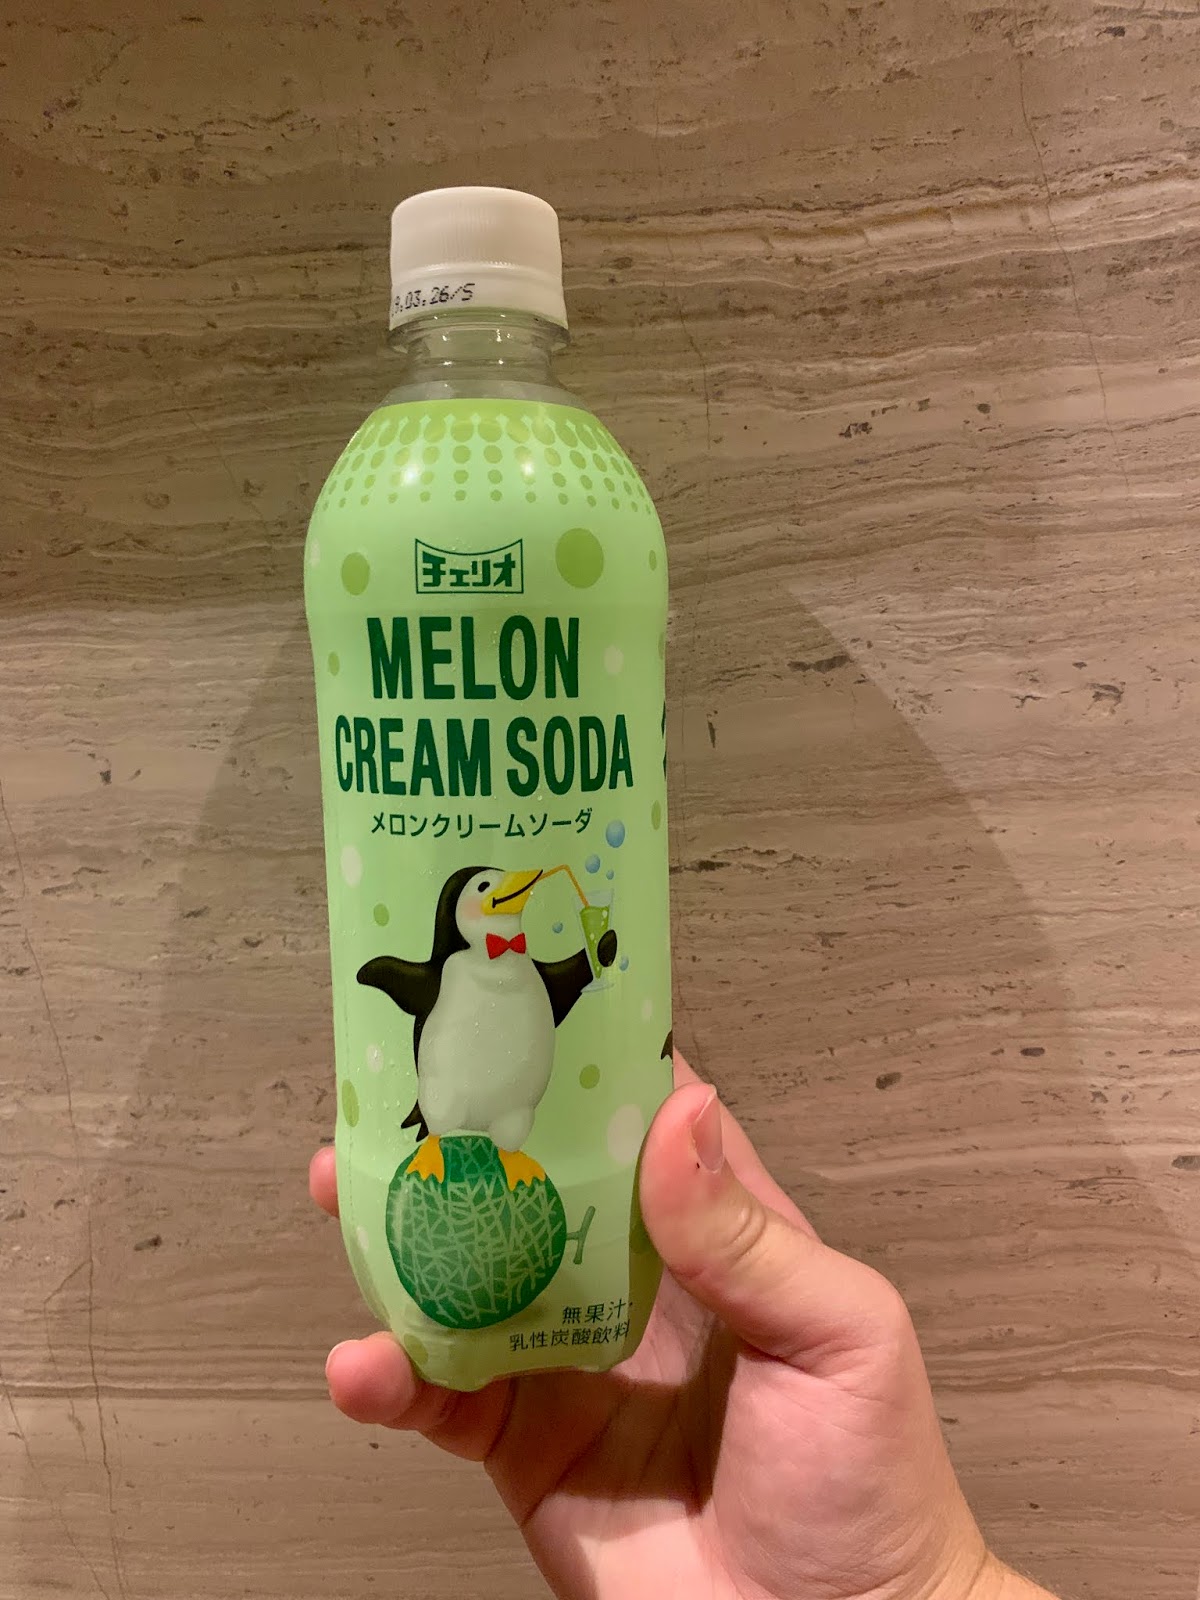 9.03.26/S
チェリオ
MELON
CREAM SODA
メロンクリームソーダ
無果汁・
乳性炭酸飲料